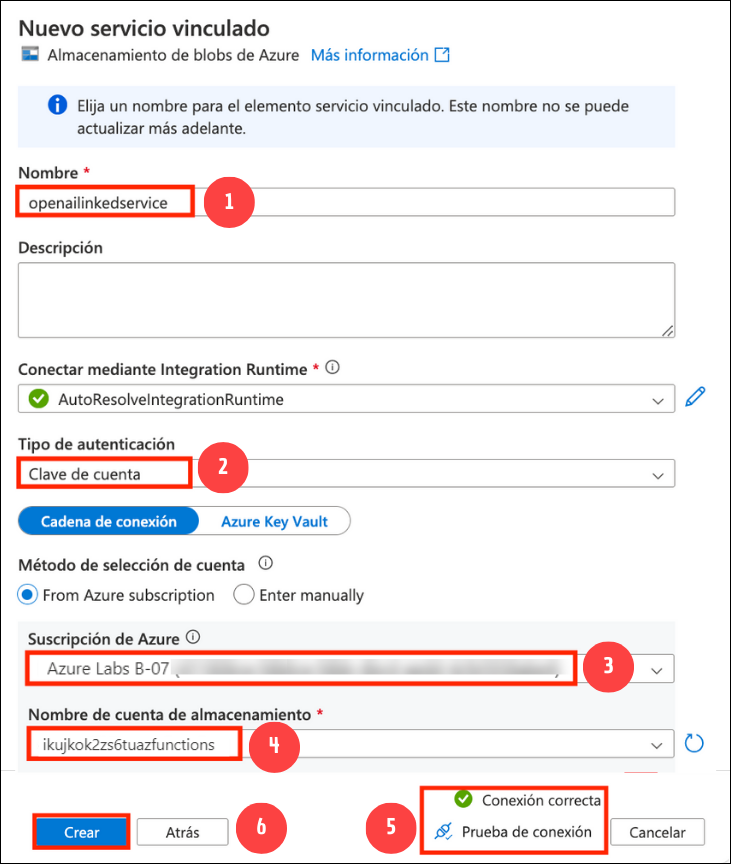 Nuevo servicio vinculado
Almacenamiento de blobs de Azure Más información
Elija un nombre para el elemento servicio vinculado. Este nombre no se puede
actualizar más adelante.
Nombre *
openailinkedservice 1
Descripción
Conectar mediante Integration Runtime *
AutoResolveIntegrationRuntime
Tipo de autenticación
Clave de cuenta 2
Cadena de conexión Azure Key Vault
Método de selección de cuenta
From Azure subscription Enter manually
Suscripción de Azure
Azure Labs B-07 3
Nombre de cuenta de almacenamiento *
ikujkok2zs6tuazfunctions 4
Conexión correcta
Crear Atrás 6 5 Prueba de conexión Cancelar